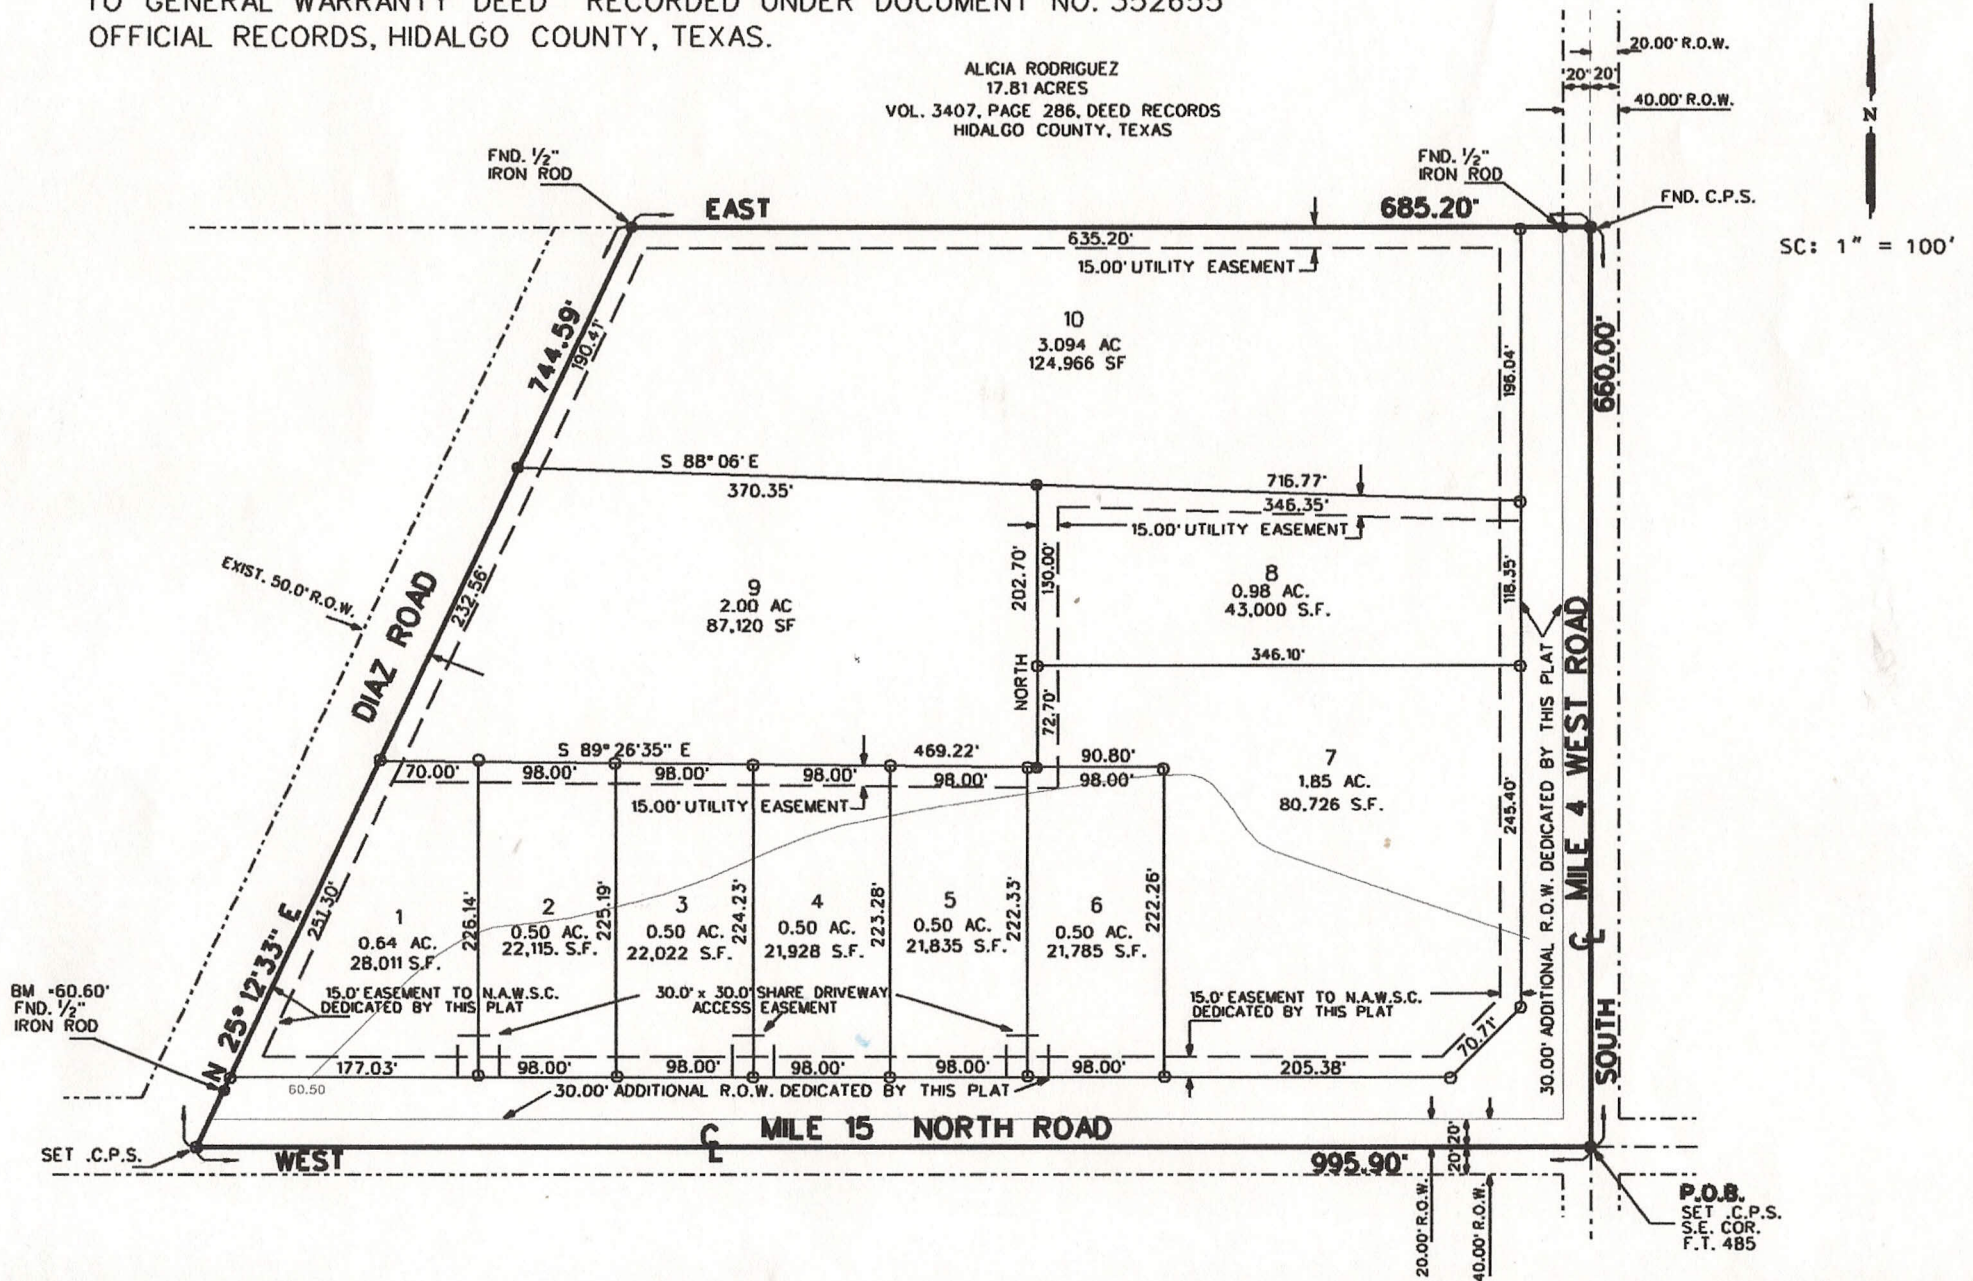 TO GENERAL WARRANTY DEED RECORDED UNDER DOCUMENT NO. 352655
OFFICIAL RECORDS, HIDALGO COUNTY, TEXAS.
ALICIA RODRIGUEZ
17.81 ACRES
VOL. 3407, PAGE 286, DEED RECORDS
HIDALGO COUNTY, TEXAS
20.00' R.O.W.
20' 20'
40.00' R.O.W.
N
SC: 1" = 100'
FND. 1/2"
IRON ROD
FND. 1/2"
IRON ROD
FND. C.P.S.
EAST
685.20'
635.20'
15.00' UTILITY EASEMENT
744.59'
190.41'
10
3.094 AC
124,966 SF
196.04'
660.00'
S 88° 06' E
370.35'
716.77'
346.35'
15.00' UTILITY EASEMENT
EXIST. 50.0' R.O.W.
DIAZ ROAD
232.56'
9
2.00 AC
87,120 SF
NORTH
202.70'
130.00'
72.70'
8
0.98 AC.
43,000 S.F.
118.35'
346.10'
30.00' ADDITIONAL R.O.W. DEDICATED BY THIS PLAT
MILE 4 WEST ROAD
CL
SOUTH
S 89° 26'35" E
469.22'
90.80'
70.00'
98.00'
98.00'
98.00'
98.00'
98.00'
15.00' UTILITY EASEMENT
7
1.85 AC.
80,726 S.F.
245.40'
N 25° 12'33" E
251.30'
1
0.64 AC.
28,011 S.F.
226.14'
2
0.50 AC.
22,115. S.F.
225.19'
3
0.50 AC.
22,022 S.F.
224.23'
4
0.50 AC.
21,928 S.F.
223.28'
5
0.50 AC.
21,835 S.F.
222.33'
6
0.50 AC.
21,785 S.F.
222.26'
BM =60.60'
FND. 1/2"
IRON ROD
15.0' EASEMENT TO N.A.W.S.C.
DEDICATED BY THIS PLAT
30.0' x 30.0' SHARE DRIVEWAY
ACCESS EASEMENT
15.0' EASEMENT TO N.A.W.S.C.
DEDICATED BY THIS PLAT
70.71'
177.03'
98.00'
98.00'
98.00'
98.00'
98.00'
205.38'
60.50
30.00' ADDITIONAL R.O.W. DEDICATED BY THIS PLAT
CL MILE 15 NORTH ROAD
SET .C.P.S.
WEST
995.90'
20' 20'
20.00' R.O.W.
40.00' R.O.W.
P.O.B.
SET .C.P.S.
S.E. COR.
F.T. 485